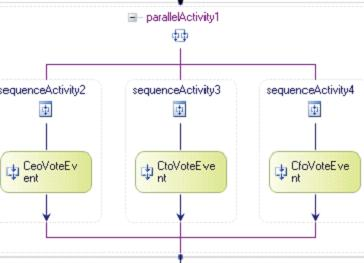 parallelActivity1
sequenceActivity2
sequenceActivity3
sequenceActivity4
CeoVoteEv
ent
CtoVoteEve
nt
CfoVoteEve
nt